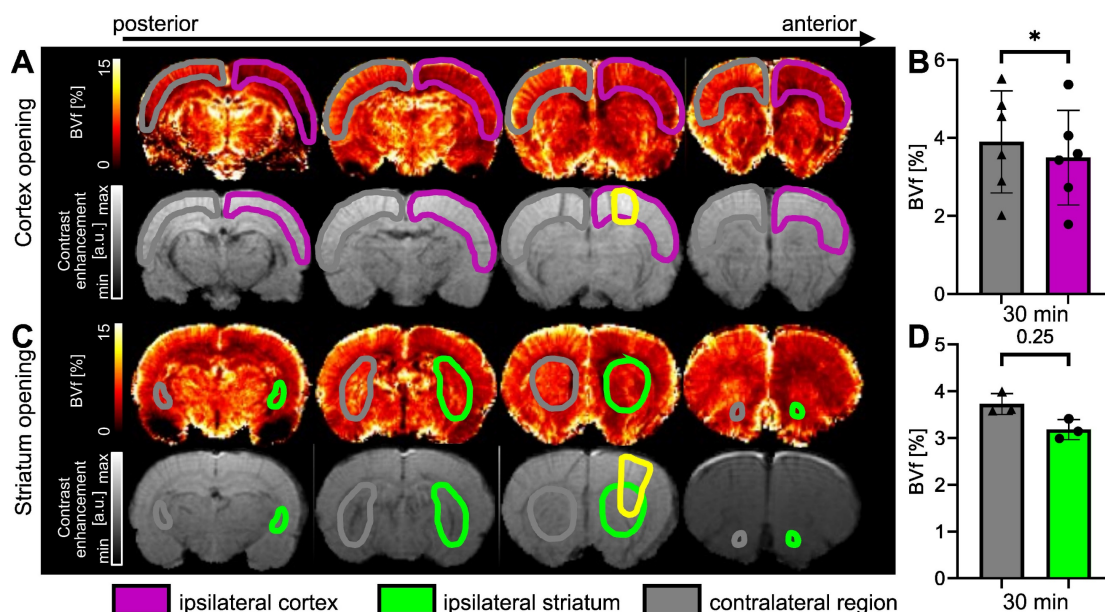 posterior anterior
A
Cortex opening
15
BVf [%]
0
max
Contrast
enhancement
[a.u.]
min
C
Striatum opening
15
BVf [%]
0
max
Contrast
enhancement
[a.u.]
min
B
*
6
4
2
0
BVf [%]
30 min
D
0.25
5
4
3
2
1
0
BVf [%]
30 min
ipsilateral cortex ipsilateral striatum contralateral region